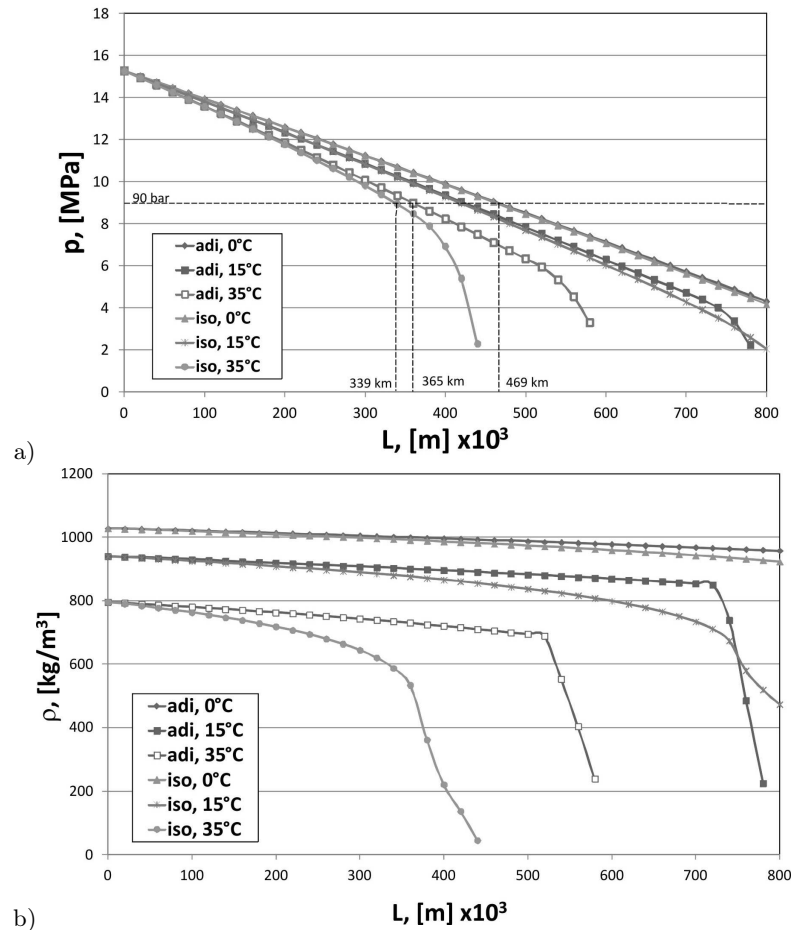 18
16
14
12
10
8
6
4
2
0
p, [MPa]
90 bar
adi, 0°C
adi, 15°C
adi, 35°C
iso, 0°C
iso, 15°C
iso, 35°C
339 km
365 km
469 km
0 100 200 300 400 500 600 700 800
L, [m] x10³
a)
1200
1000
800
600
400
200
0
ρ, [kg/m³]
adi, 0°C
adi, 15°C
adi, 35°C
iso, 0°C
iso, 15°C
iso, 35°C
0 100 200 300 400 500 600 700 800
L, [m] x10³
b)